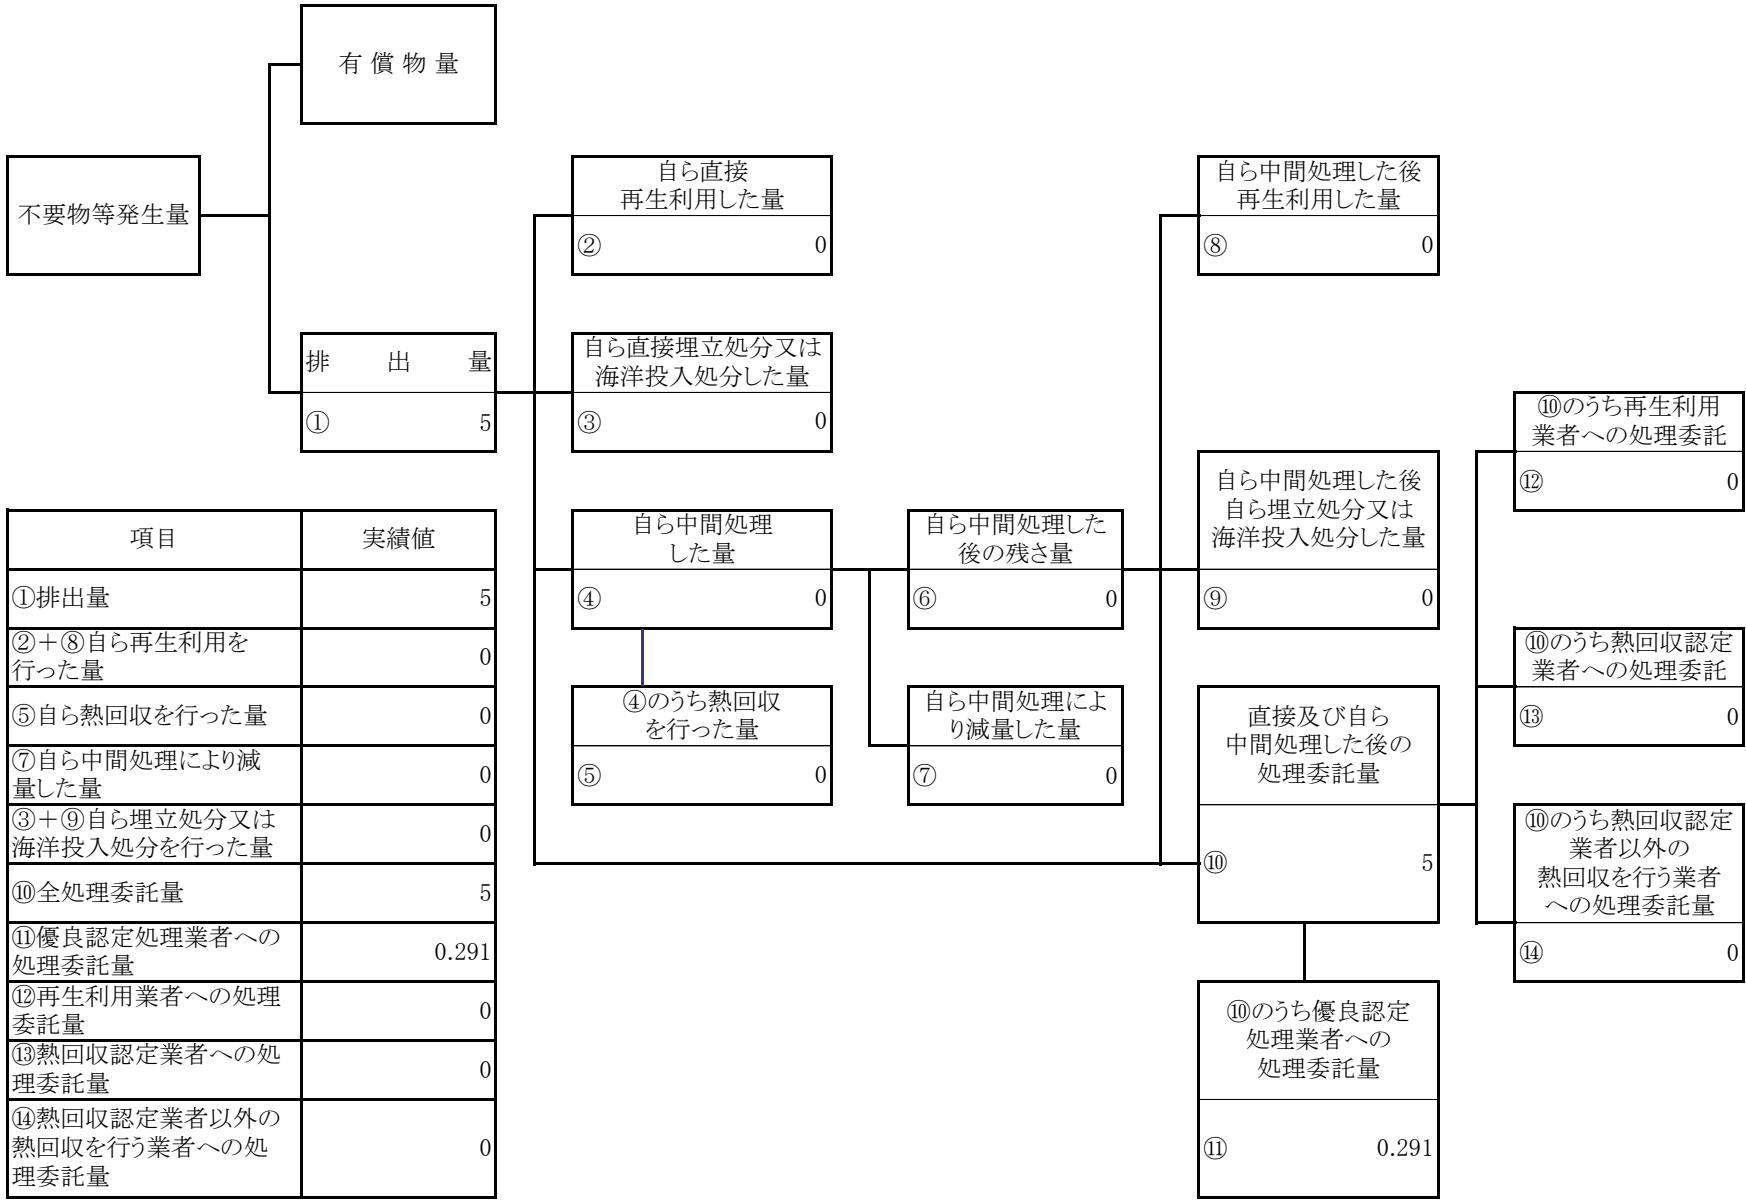 有 償 物 量
不要物等発生量
自ら直接
再生利用した量
② 0
自ら中間処理した後
再生利用した量
⑧ 0
排 出 量
① 5
自ら直接埋立処分又は
海洋投入処分した量
③ 0
⑩のうち再生利用
業者への処理委託
⑫ 0
自ら中間処理した後
自ら埋立処分又は
海洋投入処分した量
⑨ 0
自ら中間処理
した量
④ 0
自ら中間処理した
後の残さ量
⑥ 0
⑩のうち熱回収認定
業者への処理委託
⑬ 0
④のうち熱回収
を行った量
⑤ 0
自ら中間処理によ
り減量した量
⑦ 0
直接及び自ら
中間処理した後の
処理委託量
⑩ 5
⑩のうち熱回収認定
業者以外の
熱回収を行う業者
への処理委託量
⑭ 0
⑩のうち優良認定
処理業者への
処理委託量
⑪ 0.291
項目 実績値
①排出量 5
②＋⑧自ら再生利用を
行った量 0
⑤自ら熱回収を行った量 0
⑦自ら中間処理により減
量した量 0
③＋⑨自ら埋立処分又は
海洋投入処分を行った量 0
⑩全処理委託量 5
⑪優良認定処理業者への
処理委託量 0.291
⑫再生利用業者への処理
委託量 0
⑬熱回収認定業者への処
理委託量 0
⑭熱回収認定業者以外の
熱回収を行う業者への処
理委託量 0